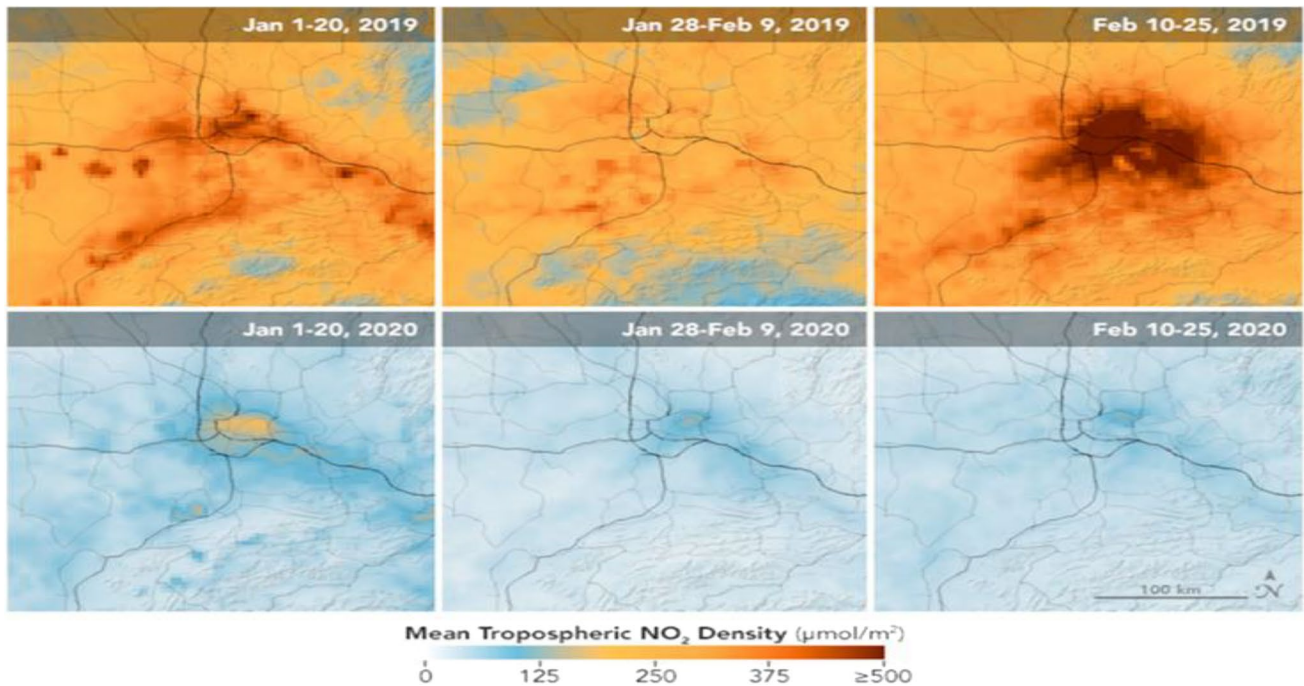 Jan 1-20, 2019
Jan 28-Feb 9, 2019
Feb 10-25, 2019
Jan 1-20, 2020
Jan 28-Feb 9, 2020
Feb 10-25, 2020
100 km
N
Mean Tropospheric NO₂ Density (µmol/m²)
0 125 250 375 ≥500